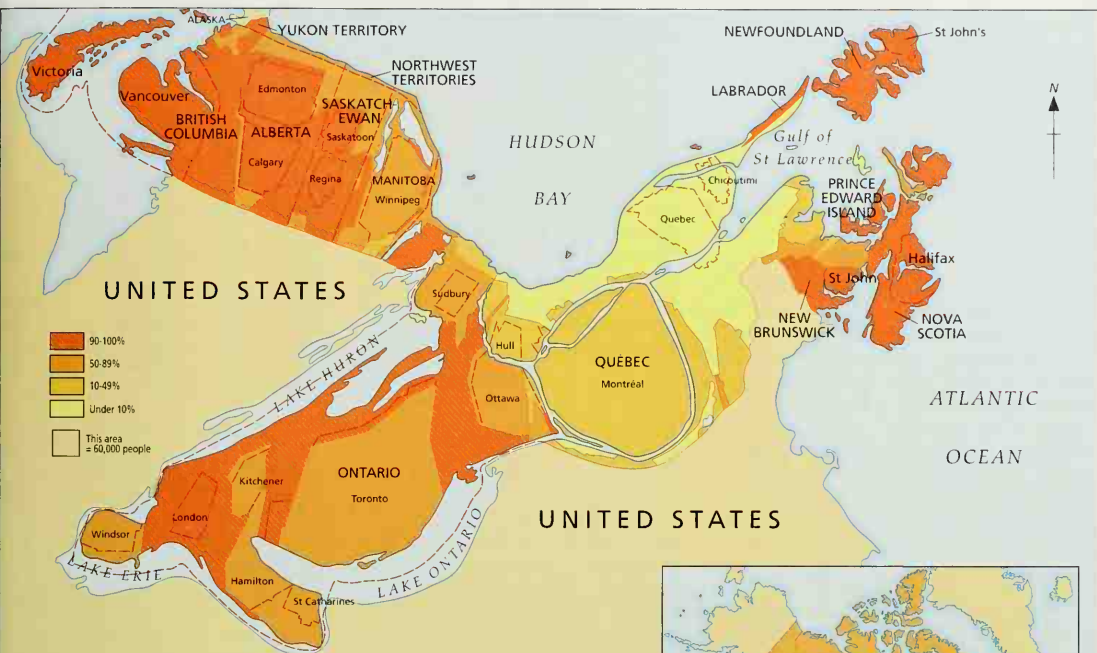 ALASKA
YUKON TERRITORY
NORTHWEST
TERRITORIES
Victoria
Vancouver
BRITISH
COLUMBIA
Edmonton
ALBERTA
Calgary
SASKATCH-
EWAN
Saskatoon
Regina
MANITOBA
Winnipeg
HUDSON
BAY
NEWFOUNDLAND
St John's
LABRADOR
Gulf of
St Lawrence
Chicoutimi
Quebec
PRINCE
EDWARD
ISLAND
Halifax
St John
NEW
BRUNSWICK
NOVA
SCOTIA
N
UNITED STATES
90-100%
50-89%
10-49%
Under 10%
This area
= 60,000 people
Sudbury
Hull
Ottawa
QUÉBEC
Montréal
LAKE HURON
ONTARIO
Toronto
Kitchener
London
Windsor
Hamilton
St Catharines
LAKE ERIE
LAKE ONTARIO
UNITED STATES
ATLANTIC
OCEAN